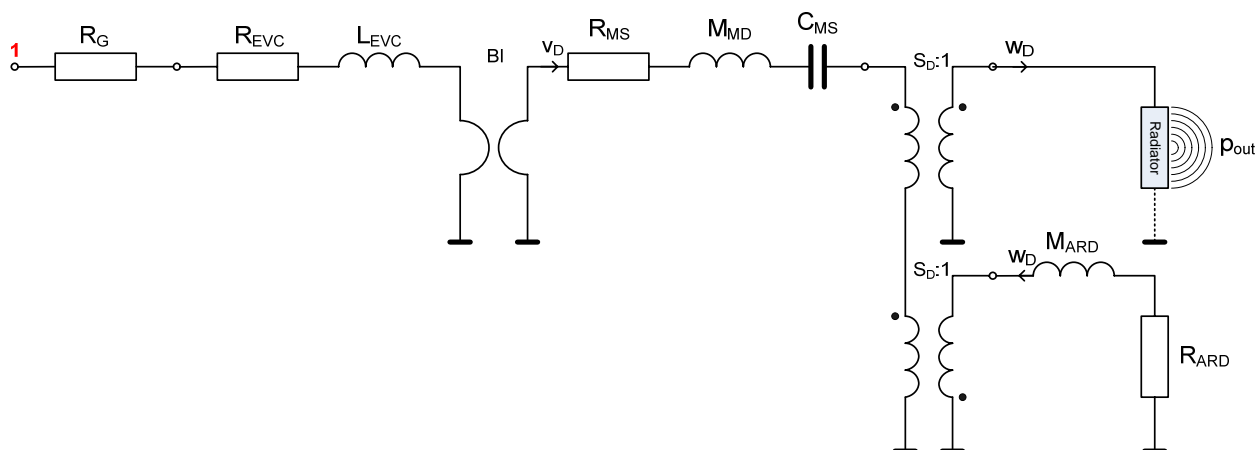 1
R_G
R_EVC
L_EVC
Bl
v_D
R_MS
M_MD
C_MS
S_D:1
w_D
Radiator
p_out
S_D:1
w_D
M_ARD
R_ARD